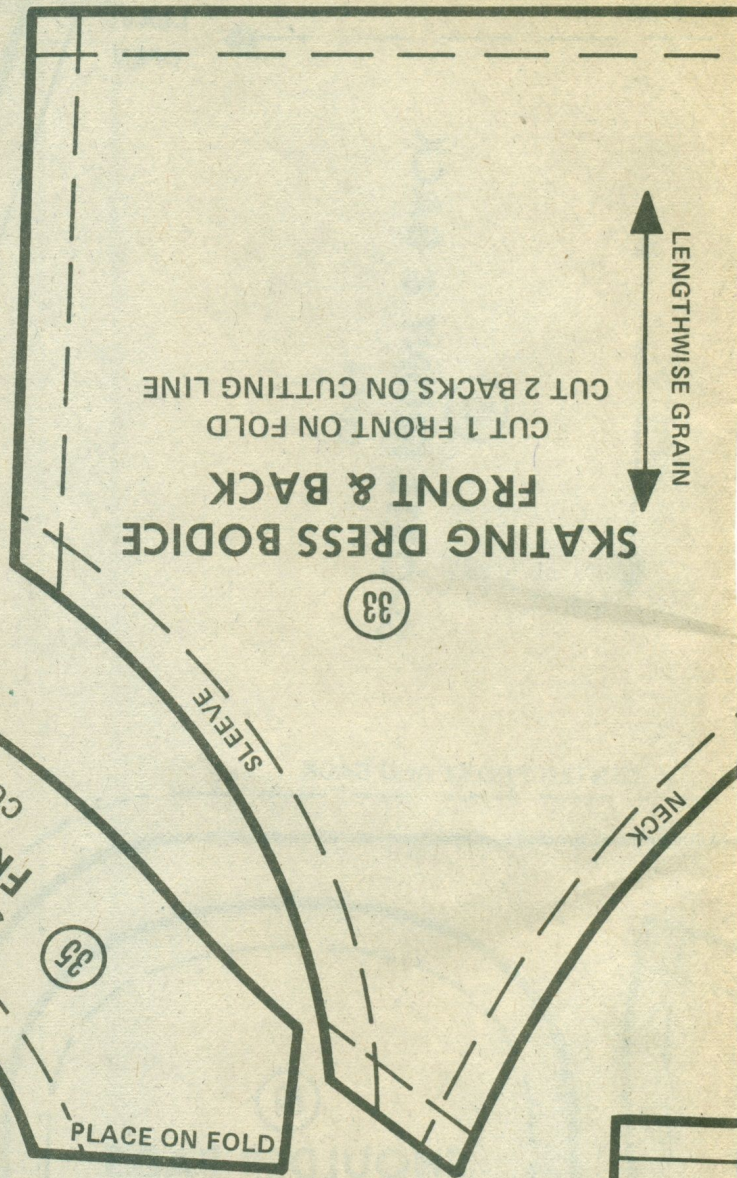 33
SKATING DRESS BODICE
FRONT & BACK
CUT 1 FRONT ON FOLD
CUT 2 BACKS ON CUTTING LINE
LENGTHWISE GRAIN
SLEEVE
NECK
35
PLACE ON FOLD